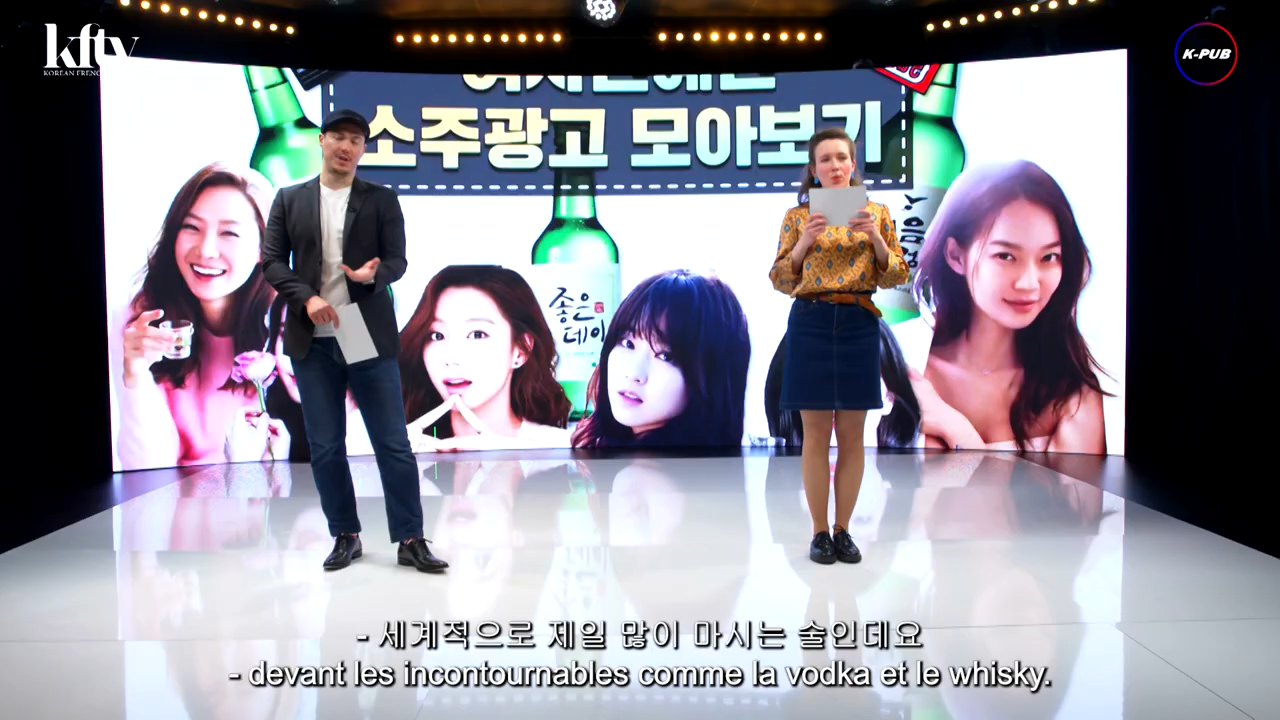 kftv
K-PUB
소주광고 모아보기
좋은
데이
- 세계적으로 제일 많이 마시는 술인데요
- devant les incontournables comme la vodka et le whisky.